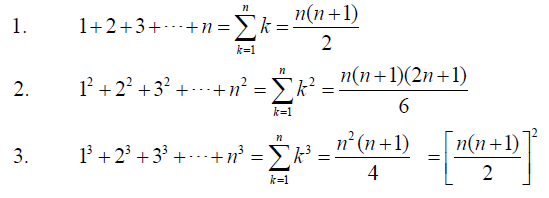 1. 1+2+3+⋯+n = ∑_{k=1}^{n} k = n(n+1)/2
2. 1² + 2² + 3² + ⋯ + n² = ∑_{k=1}^{n} k² = n(n+1)(2n+1)/6
3. 1³ + 2³ + 3³ + ⋯ + n³ = ∑_{k=1}^{n} k³ = n²(n+1)/4 = [n(n+1)/2]²